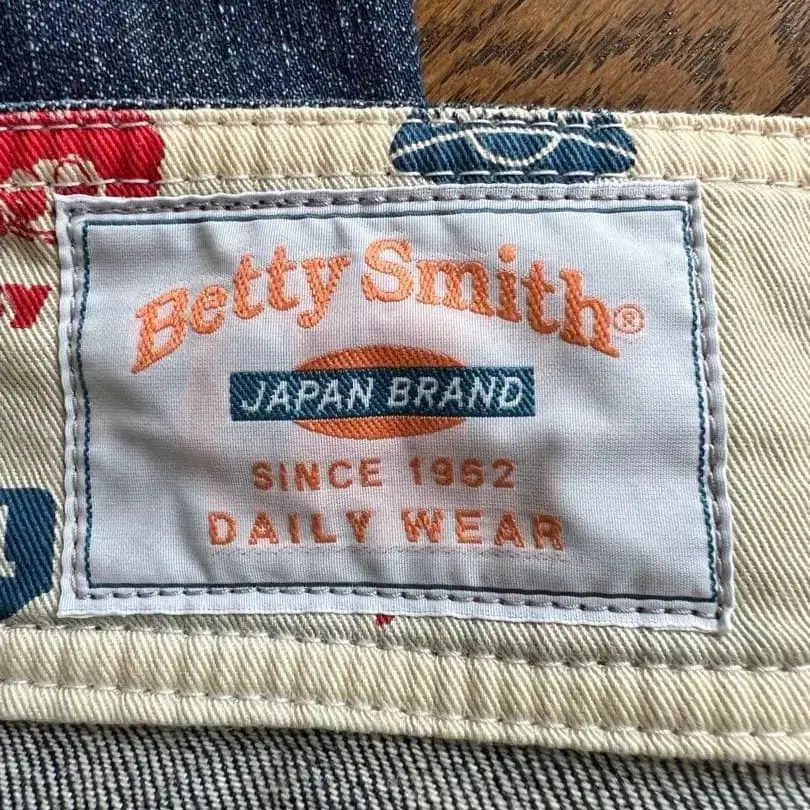 Betty Smith®
JAPAN BRAND
SINCE 1962
DAILY WEAR